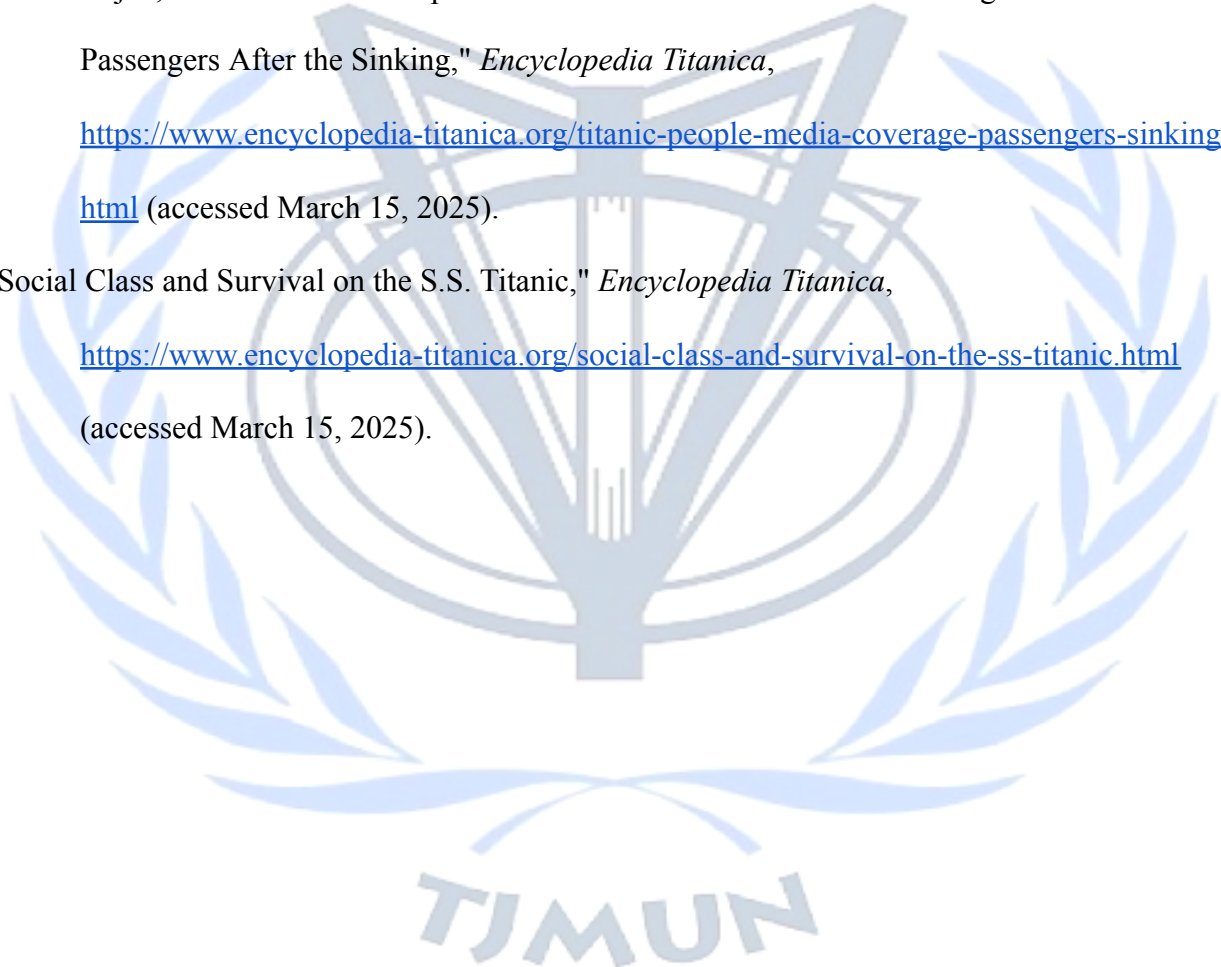 Passengers After the Sinking," Encyclopedia Titanica,
https://www.encyclopedia-titanica.org/titanic-people-media-coverage-passengers-sinking
html (accessed March 15, 2025).
Social Class and Survival on the S.S. Titanic," Encyclopedia Titanica,
https://www.encyclopedia-titanica.org/social-class-and-survival-on-the-ss-titanic.html
(accessed March 15, 2025).
TJMUN